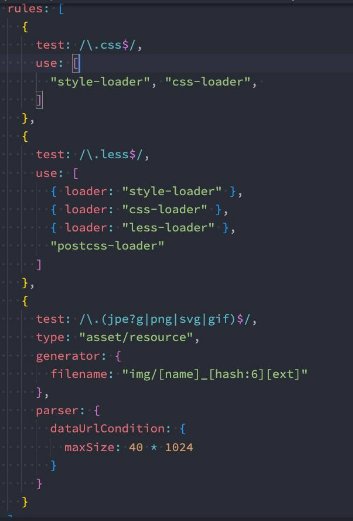 rules: [
{
test: /\.css$/,
use: [
"style-loader", "css-loader",
]
},
{
test: /\.less$/,
use: [
{ loader: "style-loader" },
{ loader: "css-loader" },
{ loader: "less-loader" },
"postcss-loader"
]
},
{
test: /\.(jpe?g|png|svg|gif)$/,
type: "asset/resource",
generator: {
filename: "img/[name]_[hash:6][ext]"
},
parser: {
dataUrlCondition: {
maxSize: 40 * 1024
}
}
}